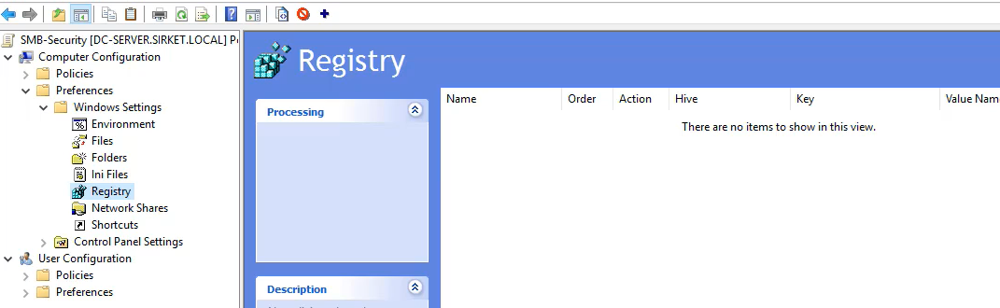 SMB-Security [DC-SERVER.SIRKET.LOCAL] P
Computer Configuration
Policies
Preferences
Windows Settings
Environment
Files
Folders
Ini Files
Registry
Network Shares
Shortcuts
Control Panel Settings
User Configuration
Policies
Preferences
Registry
Processing
Description
Name Order Action Hive Key Value Nam
There are no items to show in this view.